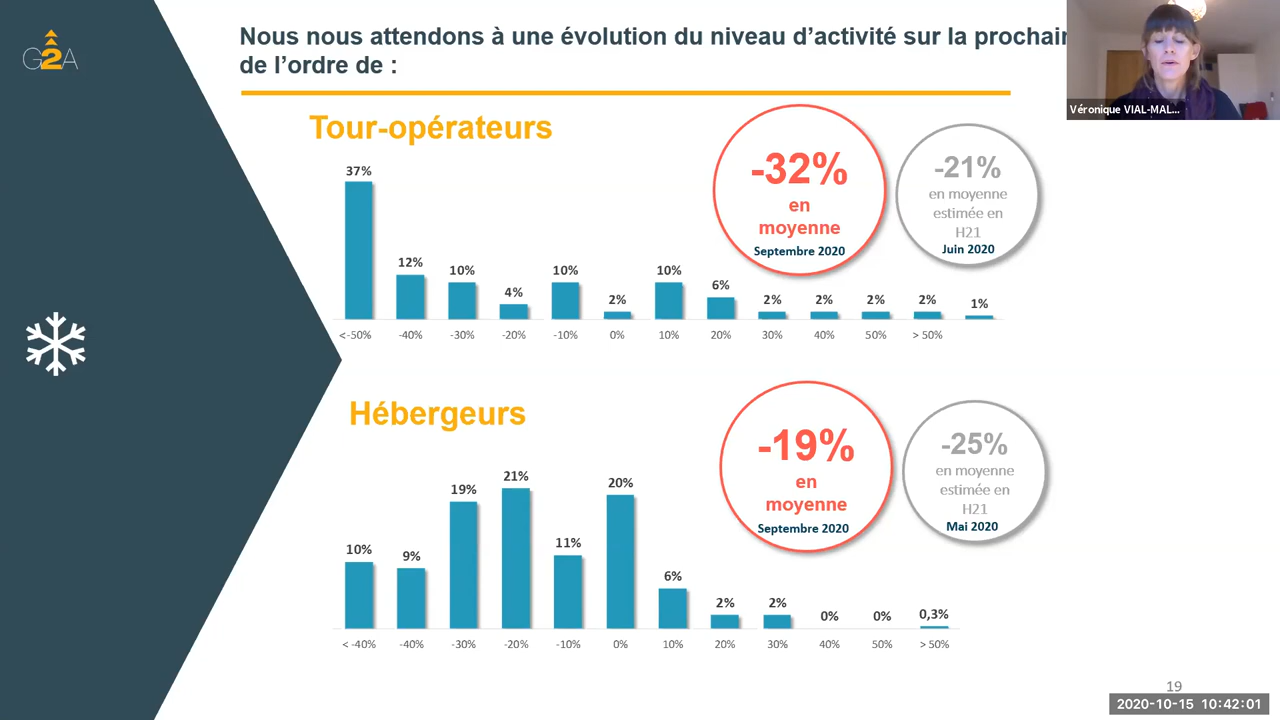 G2A
Nous nous attendons à une évolution du niveau d'activité sur la prochain
de l'ordre de :
Véronique VIAL-MAL...
Tour-opérateurs
37%
12%
10%
4%
10%
2%
10%
6%
2%
2%
2%
2%
1%
<-50%
-40%
-30%
-20%
-10%
0%
10%
20%
30%
40%
50%
> 50%
-32%
en
moyenne
Septembre 2020
-21%
en moyenne
estimée en
H21
Juin 2020
Hébergeurs
10%
9%
19%
21%
11%
20%
6%
2%
2%
0%
0%
0,3%
< -40%
-40%
-30%
-20%
-10%
0%
10%
20%
30%
40%
50%
> 50%
-19%
en
moyenne
Septembre 2020
-25%
en moyenne
estimée en
H21
Mai 2020
19
2020-10-15 10:42:01